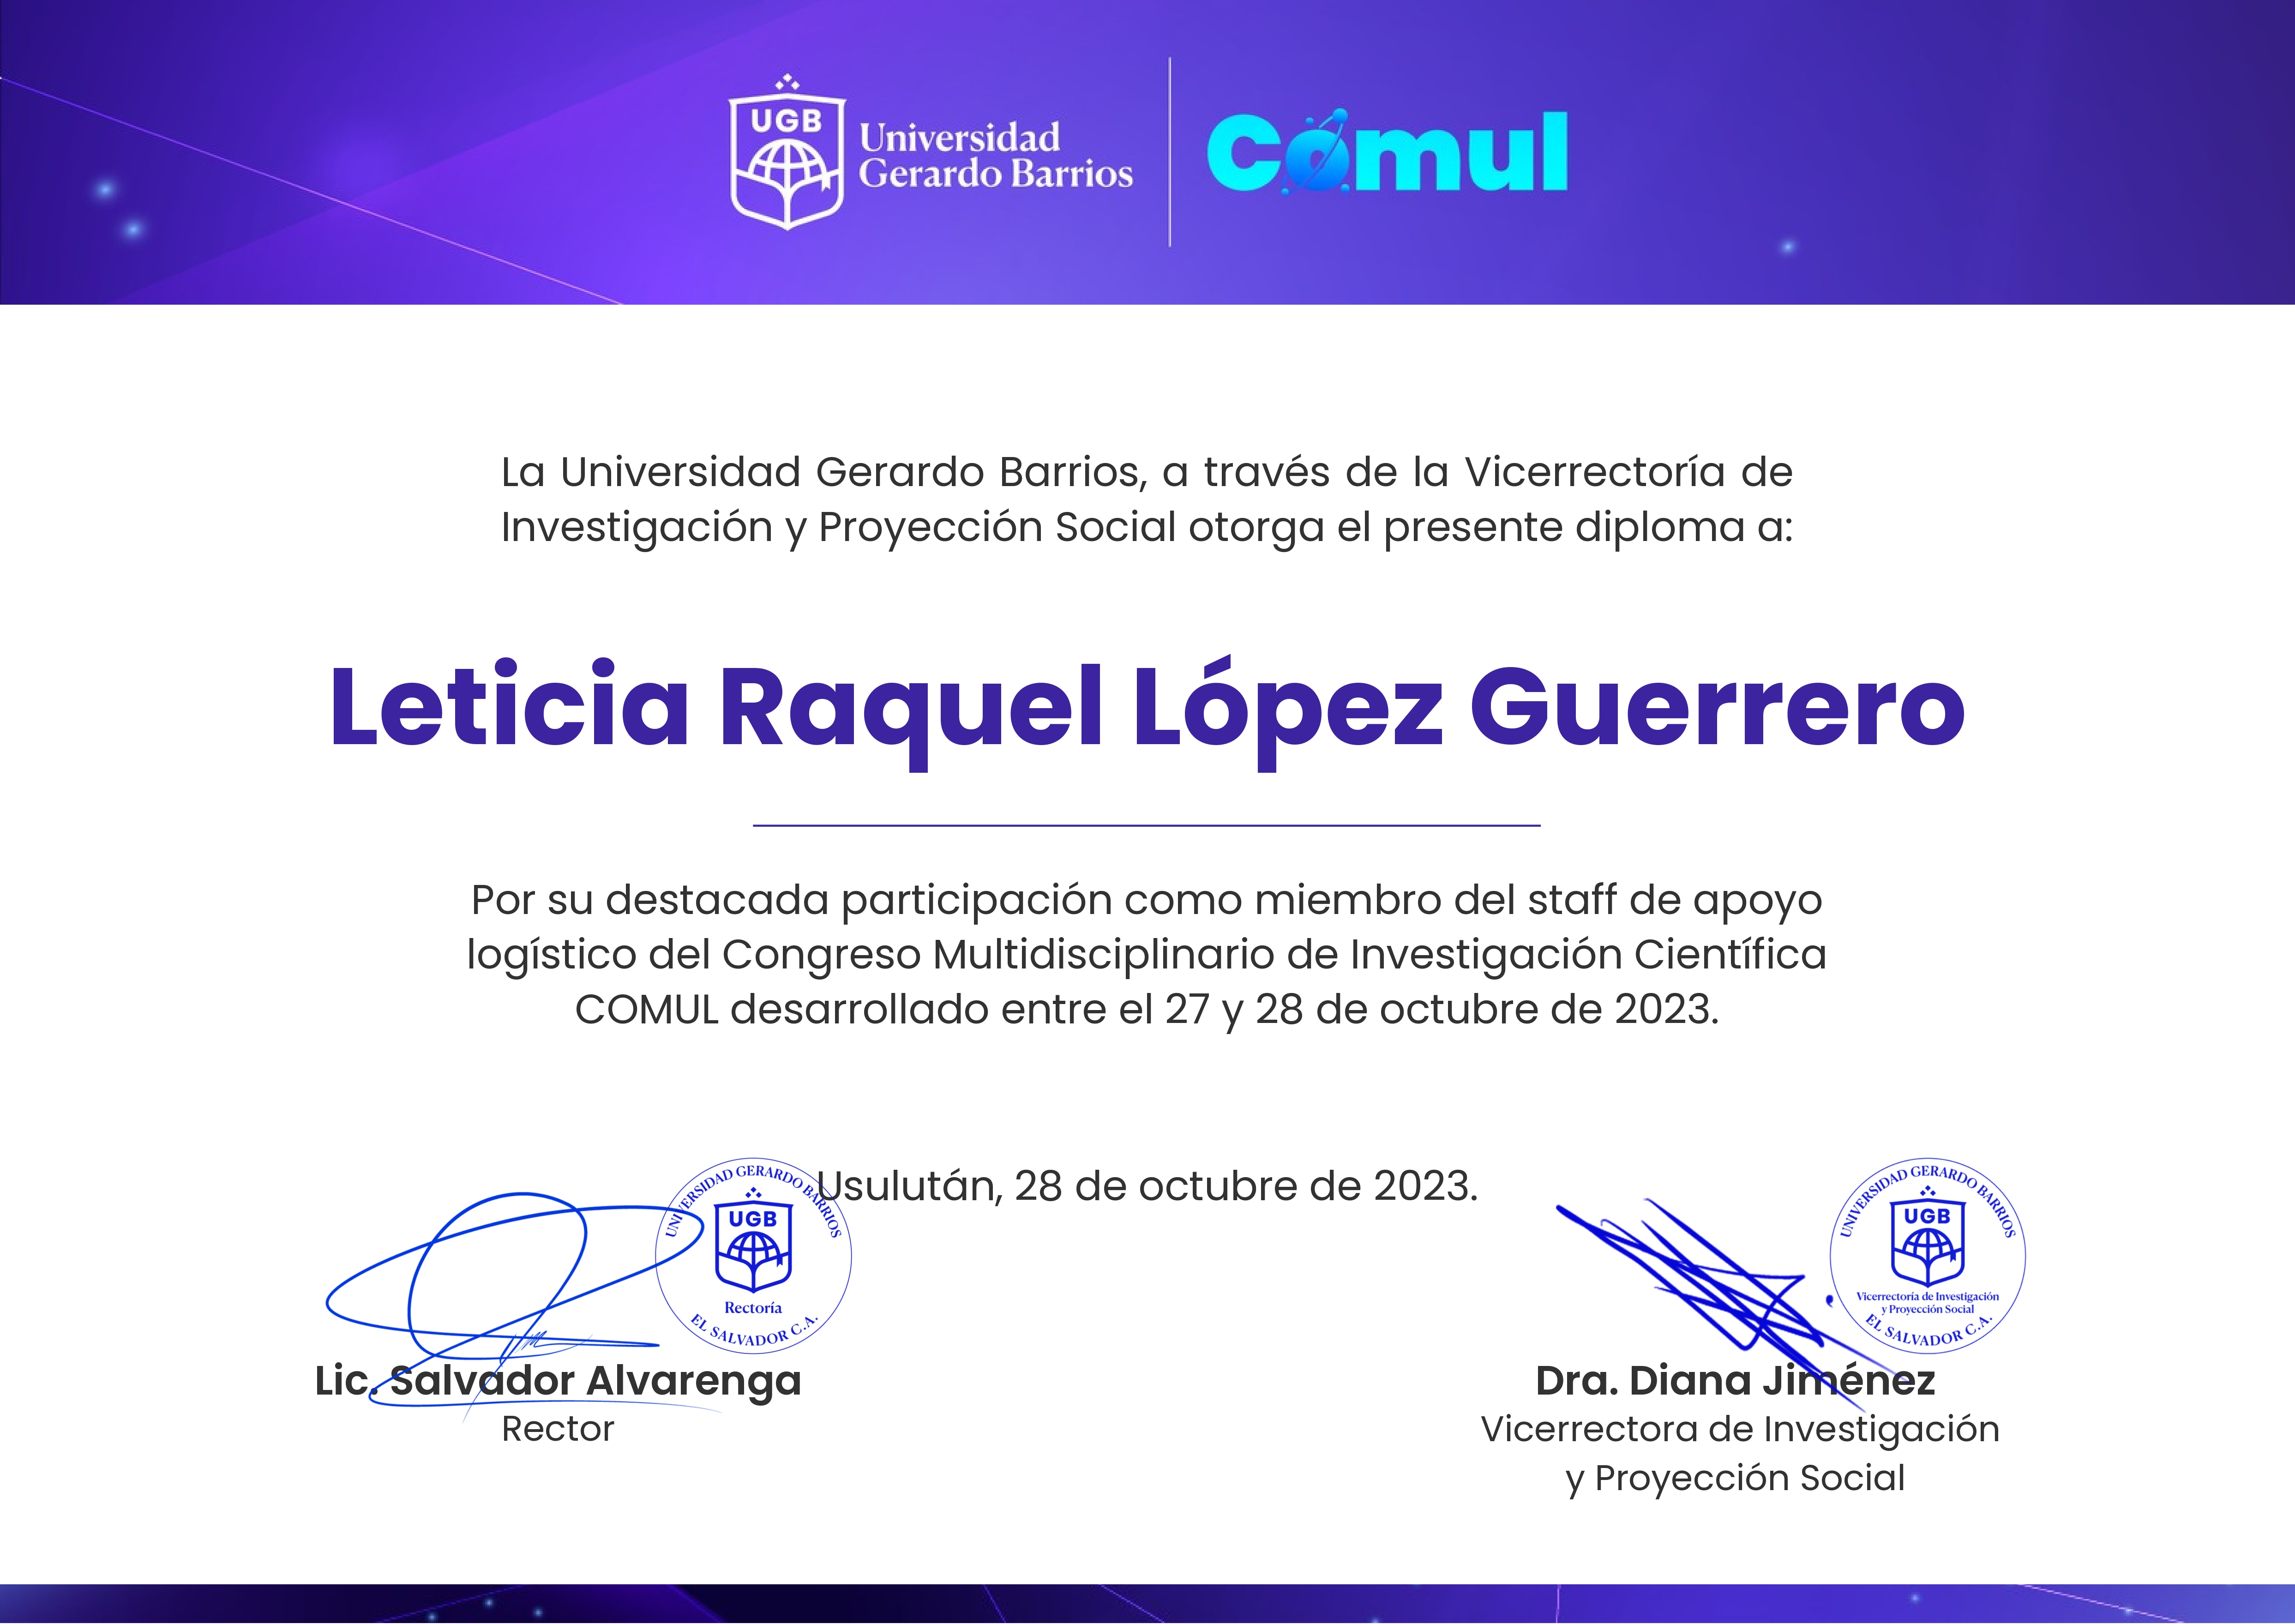 UGB
Universidad
Gerardo Barrios
Comul
La Universidad Gerardo Barrios, a través de la Vicerrectoría de
Investigación y Proyección Social otorga el presente diploma a:
Leticia Raquel López Guerrero
Por su destacada participación como miembro del staff de apoyo
logístico del Congreso Multidisciplinario de Investigación Científica
COMUL desarrollado entre el 27 y 28 de octubre de 2023.
Usulután, 28 de octubre de 2023.
UNIVERSIDAD GERARDO BARRIOS
UGB
Rectoría
EL SALVADOR C.A.
Lic. Salvador Alvarenga
Rector
UNIVERSIDAD GERARDO BARRIOS
UGB
Vicerrectoría de Investigación
y Proyección Social
EL SALVADOR C.A.
Dra. Diana Jiménez
Vicerrectora de Investigación
y Proyección Social